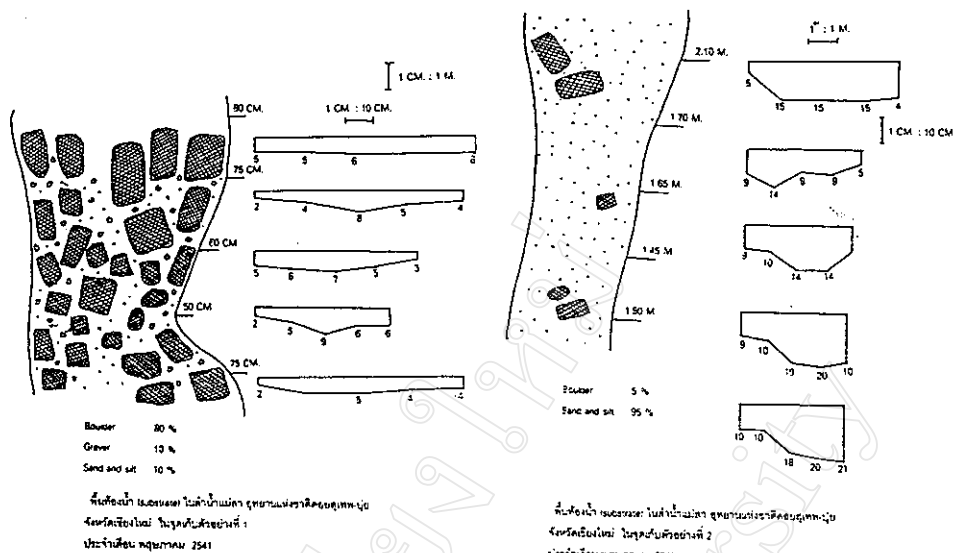 1 CM. : 1 M.
80 CM.
1 CM. : 10 CM.
5 5 6 6
75 CM.
2 4 8 5 4
60 CM
5 6 7 5 3
50 CM
2 5 9 6 6
75 CM.
5 4
Bouder 80 %
Graver 10 %
Sand and silt 10 %
พื้นท้องน้ำ (substrate) ในลำน้ำแม่ลา อุทยานแห่งชาติดอยสุเทพ-ปุย
จังหวัดเชียงใหม่ ในจุดเก็บตัวอย่างที่ 1
ประจำเดือน พฤษภาคม 2541
2.10 M.
1 : 1 M.
5 15 15 15 4
1.70 M.
1 CM : 10 CM
9 14 9 9 5
1.65 M.
9 10 14 14
1.45 M
1.50 M.
9 10 19 20 10
Boulder 5 %
Sand and silt 95 %
10 10 18 20 21
พื้นท้องน้ำ (substrate) ในลำน้ำแม่ลา อุทยานแห่งชาติดอยสุเทพ-ปุย
จังหวัดเชียงใหม่ ในจุดเก็บตัวอย่างที่ 2
ประจำเดือน